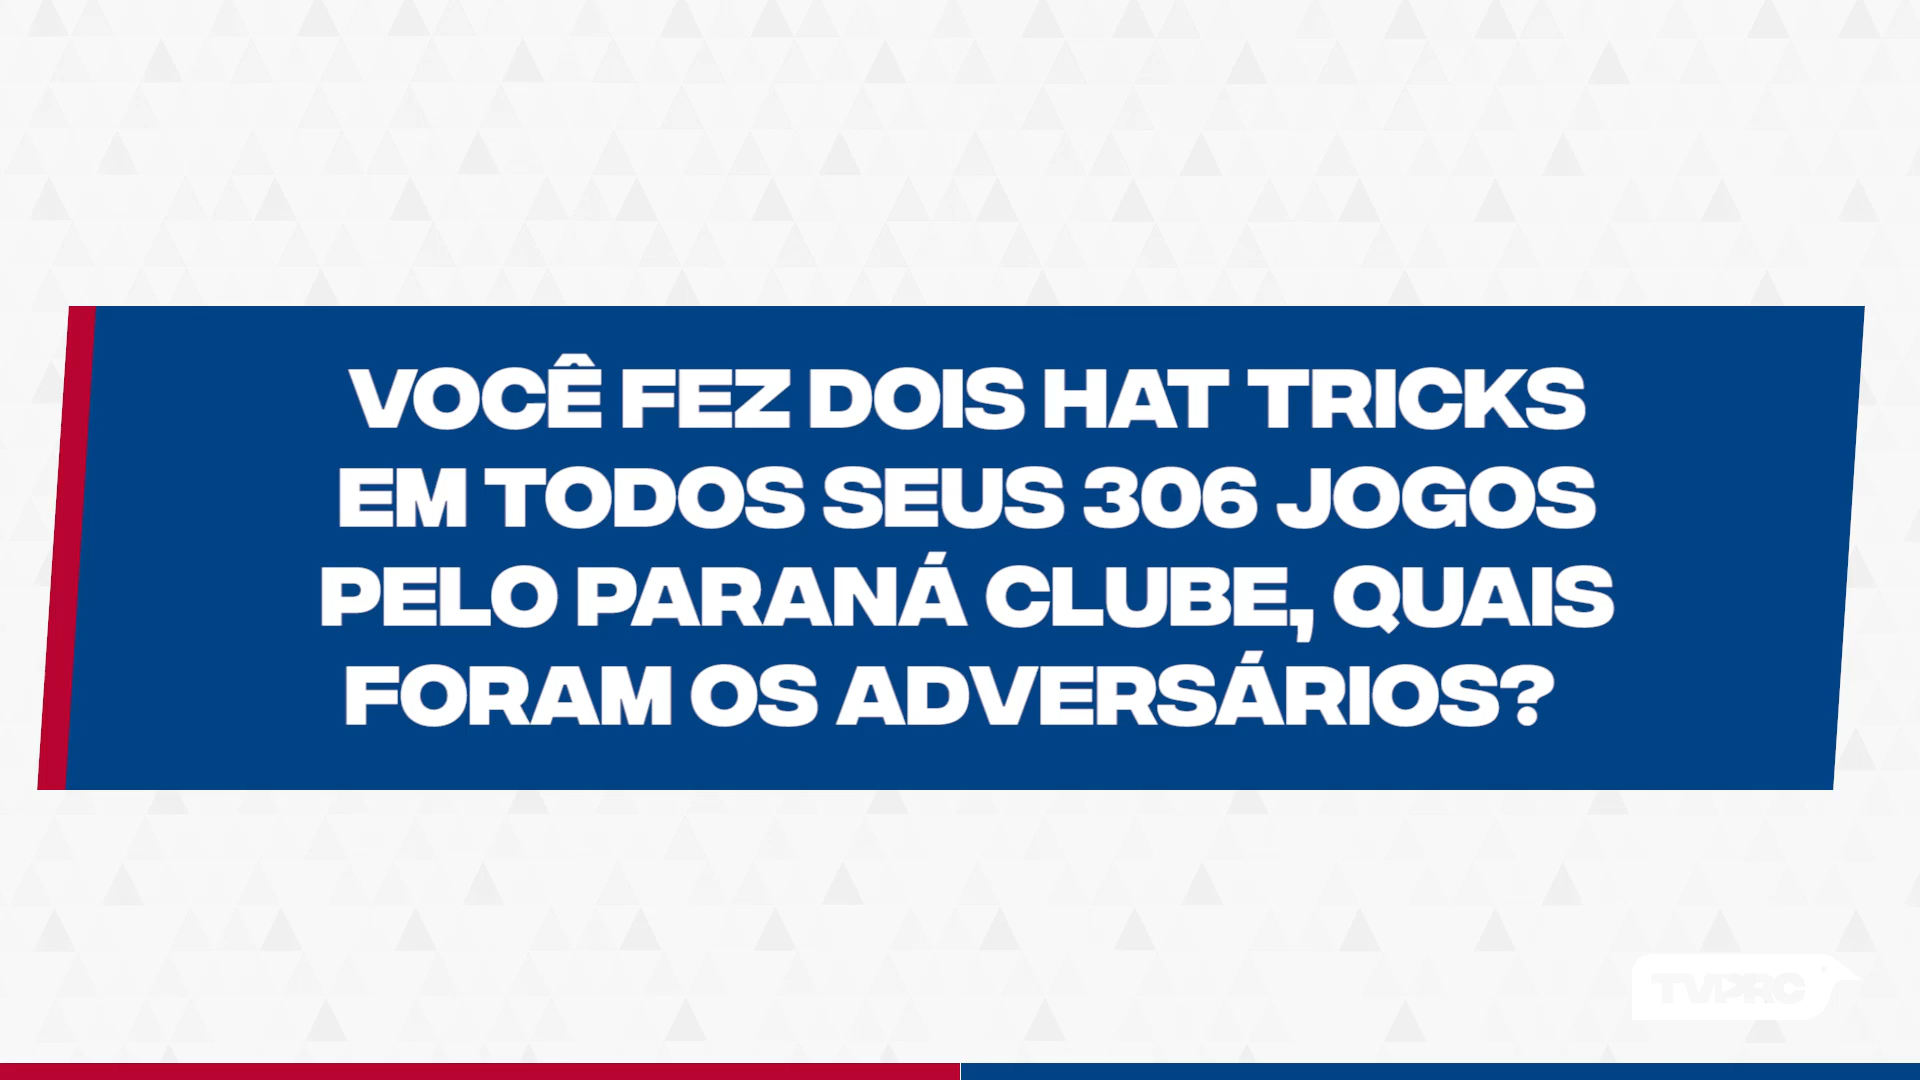 VOCÊ FEZ DOIS HAT TRICKS
EM TODOS SEUS 306 JOGOS
PELO PARANÁ CLUBE, QUAIS
FORAM OS ADVERSÁRIOS?
TVPRC